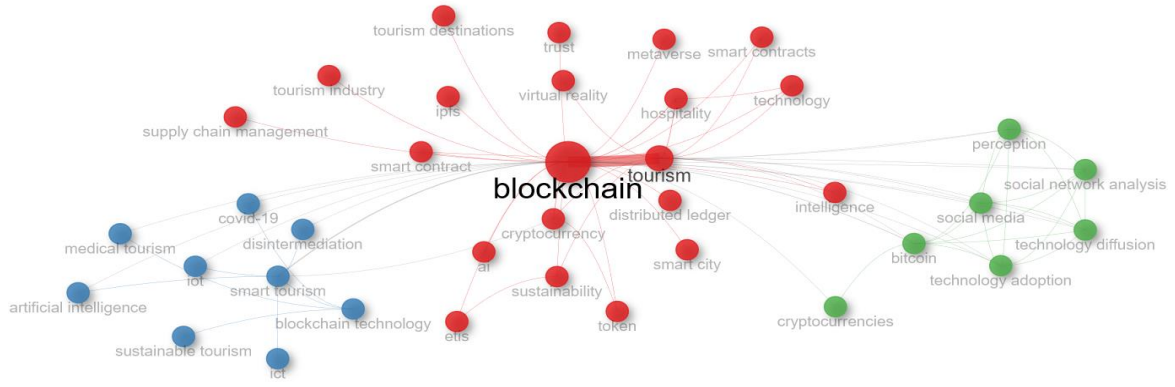 tourism destinations
trust
metaverse
smart contracts
tourism industry
virtual reality
technology
ipfs
hospitality
supply chain management
smart contract
perception
tourism
blockchain
social network analysis
intelligence
social media
covid-19
distributed ledger
cryptocurrency
medical tourism
disintermediation
technology diffusion
bitcoin
ai
smart city
iot
technology adoption
smart tourism
sustainability
artificial intelligence
blockchain technology
cryptocurrencies
token
etis
sustainable tourism
ict